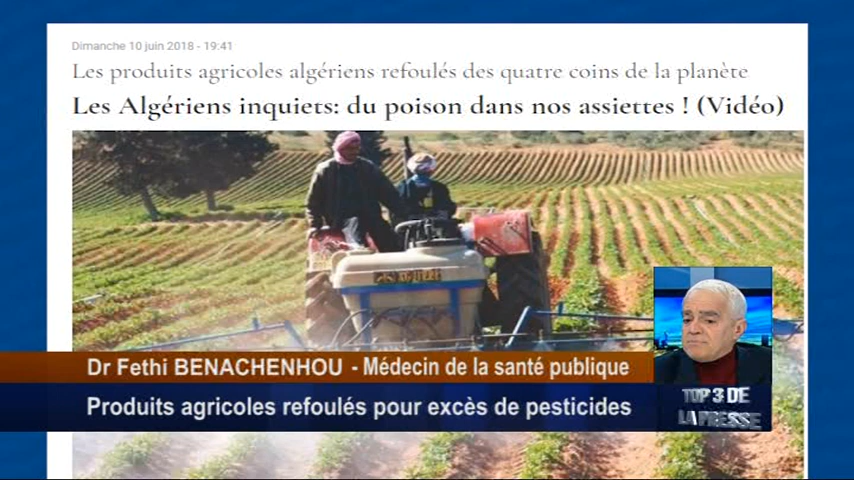 Dimanche 10 juin 2018 - 19:41
Les produits agricoles algériens refoulés des quatre coins de la planète
Les Algériens inquiets: du poison dans nos assiettes ! (Vidéo)
Dr Fethi BENACHENHOU - Médecin de la santé publique
Produits agricoles refoulés pour excès de pesticides
TOP 3 DE
LA PRESSE